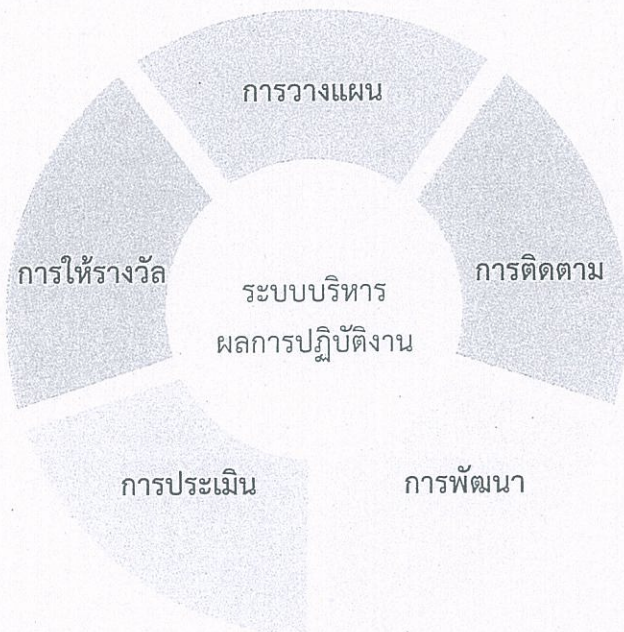 การวางแผน
การติดตาม
การพัฒนา
การประเมิน
การให้รางวัล
ระบบบริหาร
ผลการปฏิบัติงาน